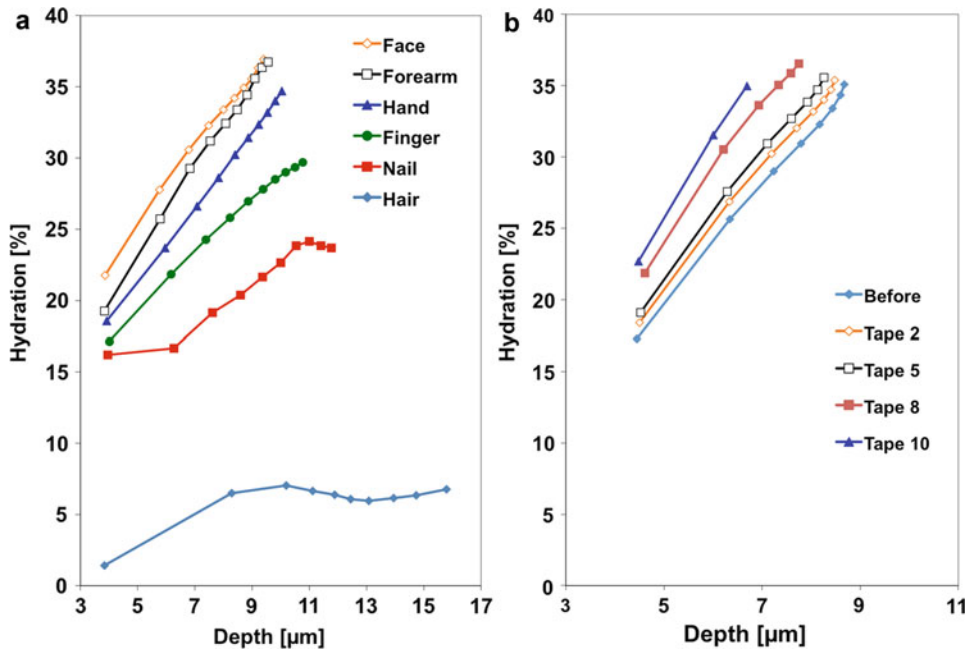 a
40
35
30
25
20
15
10
5
0
Hydration [%]
3
5
7
9
11
13
15
17
Depth [µm]
Face
Forearm
Hand
Finger
Nail
Hair
b
40
35
30
25
20
15
10
5
0
Hydration [%]
3
5
7
9
11
Depth [µm]
Before
Tape 2
Tape 5
Tape 8
Tape 10